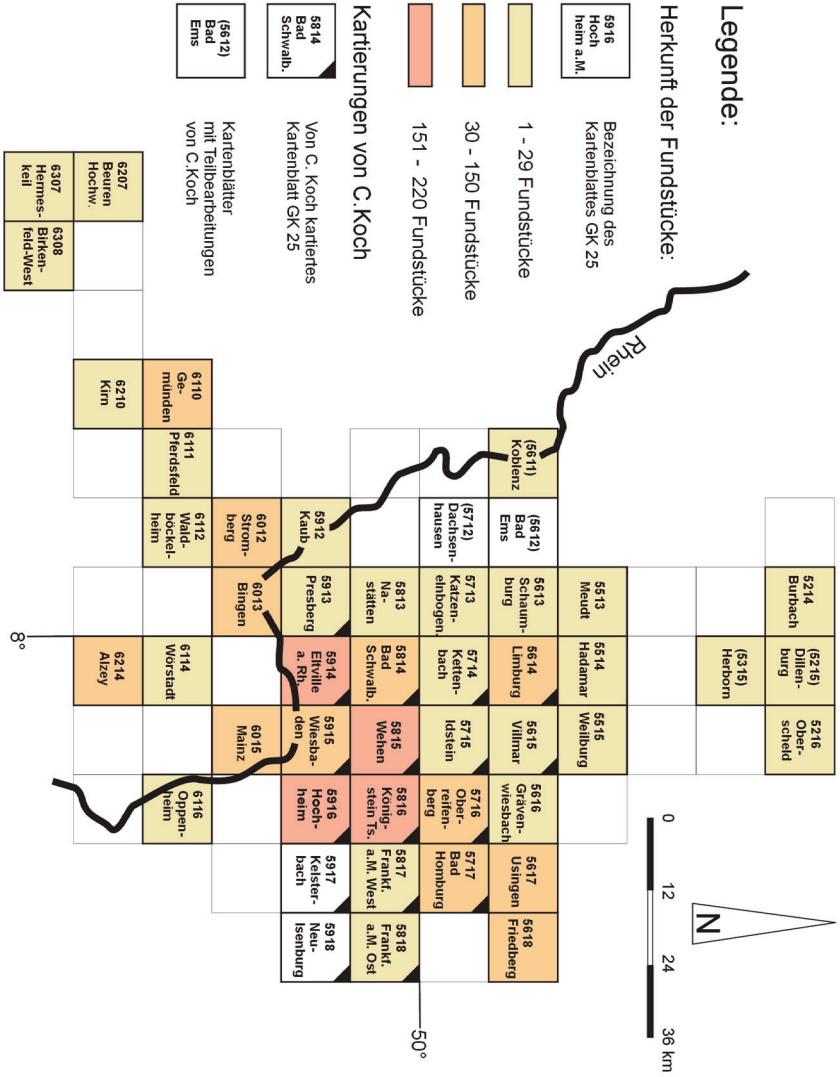 Legende:
Herkunft der Fundstücke:
5916
Hoch
heim a.M.
Bezeichnung des
Kartenblattes GK 25
1 - 29 Fundstücke
30 - 150 Fundstücke
151 - 220 Fundstücke
Kartierungen von C.Koch
5814
Bad
Schwalb.
Von C. Koch kartiertes
Kartenblatt GK 25
(5612)
Bad
Ems
Kartenblätter
mit Teilbearbeitungen
von C.Koch
Rhein
5214
Burbach
(5215)
Dillen-
burg
5216
Ober-
scheld
(5315)
Herborn
5513
Meudt
5514
Hadamar
5515
Weilburg
(5611)
Koblenz
(5612)
Bad
Ems
5613
Schaum-
burg
5614
Limburg
5615
Villmar
5616
Gräven-
wiesbach
5617
Usingen
5618
Friedberg
(5712)
Dachsen-
hausen
5713
Katzen-
elnbogen.
5714
Ketten-
bach
5715
Idstein
5716
Ober-
reifen-
berg
5717
Bad
Homburg
5813
Na-
stätten
5814
Bad
Schwalb.
5815
Wehen
5816
König-
stein Ts.
5817
Frankf.
a.M. West
5818
Frankf.
a.M. Ost
5912
Kaub
5913
Presberg
5914
Eltville
a. Rh.
5915
Wiesba-
den
5916
Hoch-
heim
5917
Kelster-
bach
5918
Neu-
Isenburg
6012
Strom-
berg
6013
Bingen
6015
Mainz
6110
Ge-
münden
6111
Pferdsfeld
6112
Wald-
böckel-
heim
6114
Wörstadt
6116
Oppen-
heim
6207
Beuren
Hochw.
6210
Kirn
6214
Alzey
6307
Hermes-
keil
6308
Birken-
feld-West
8°
50°
N
0 12 24 36 km